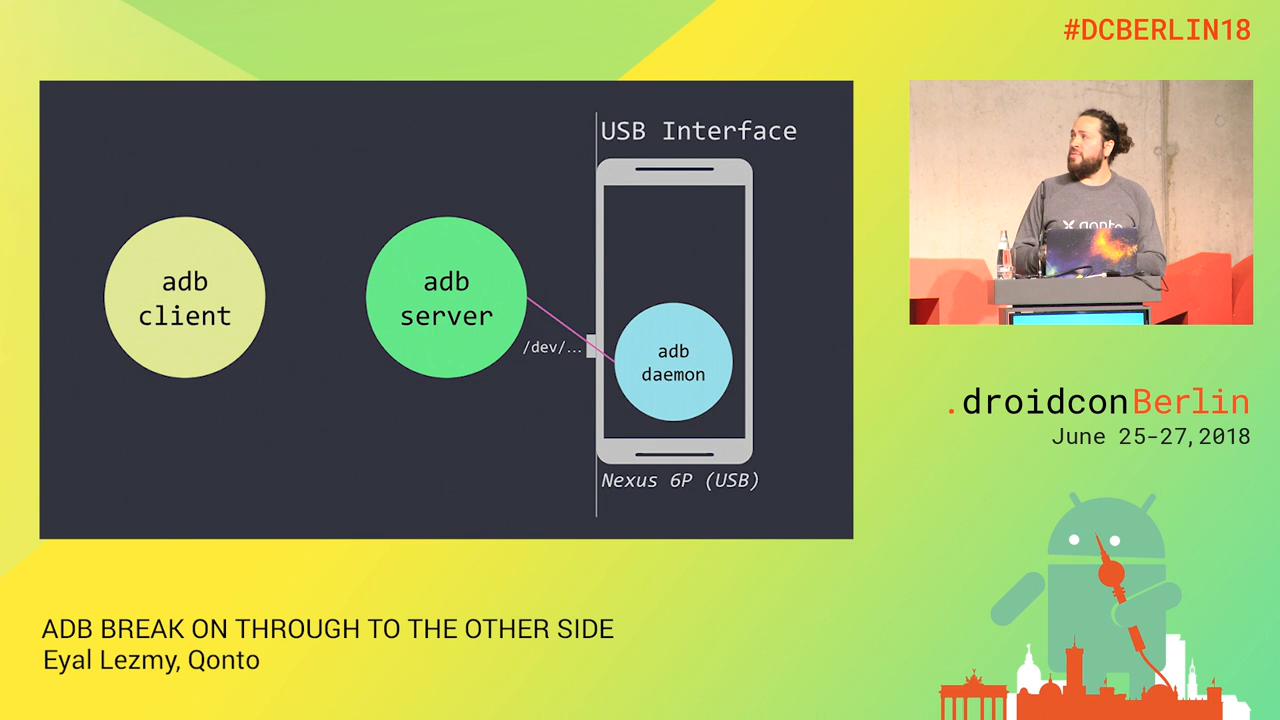 #DCBERLIN18
USB Interface
adb
client
adb
server
/dev/...
adb
daemon
Nexus 6P (USB)
qonto
.droidconBerlin
June 25-27, 2018
ADB BREAK ON THROUGH TO THE OTHER SIDE
Eyal Lezmy, Qonto